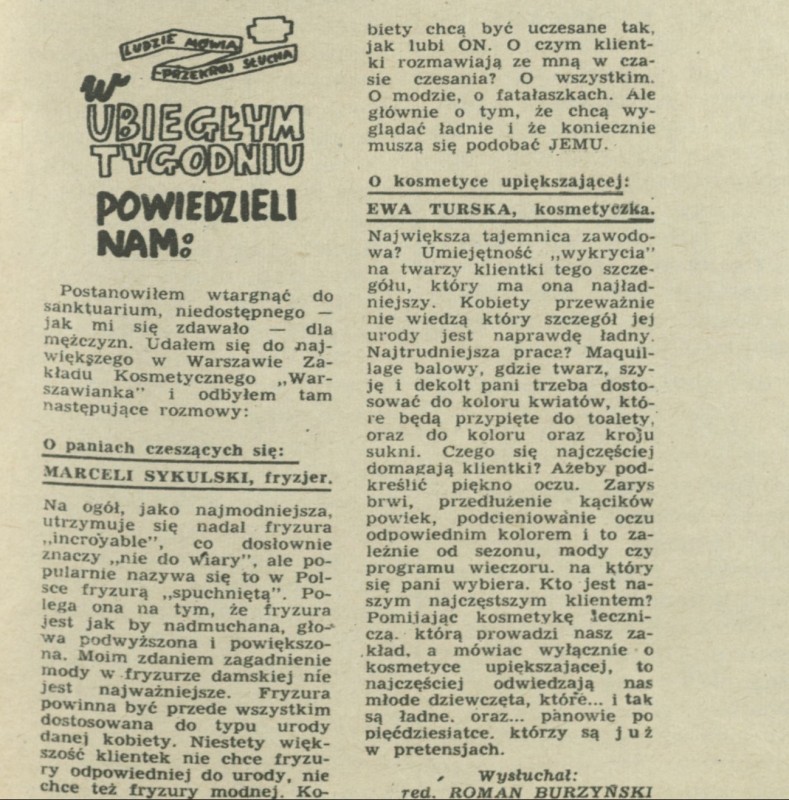 LUDZIE MÓWIĄ
PRZEKRÓJ SŁUCHA
W
UBIEGŁYM
TYGODNIU
POWIEDZIELI
NAM:
Postanowiłem wtargnąć do
sanktuarium, niedostępnego —
jak mi się zdawało — dla
mężczyzn. Udałem się do naj-
większego w Warszawie Za-
kładu Kosmetycznego „War-
szawianka" i odbyłem tam
następujące rozmowy:
O paniach czeszących się:
MARCELI SYKULSKI, fryzjer.
Na ogół, jako najmodniejsza,
utrzymuje się nadal fryzura
„incroyable", co dosłownie
znaczy „nie do wiary", ale po-
pularnie nazywa się to w Pol-
sce fryzurą „spuchniętą". Po-
lega ona na tym, że fryzura
jest jak by nadmuchana, gło-
wa podwyższona i powiększo-
na. Moim zdaniem zagadnienie
mody w fryzurze damskiej nie
jest najważniejsze. Fryzura
powinna być przede wszystkim
dostosowana do typu urody
danej kobiety. Niestety więk-
szość klientek nie chce fryzu-
ry odpowiedniej do urody, nie
chce też fryzury modnej. Ko-
biety chcą być uczesane tak,
jak lubi ON. O czym klient-
ki rozmawiają ze mną w cza-
sie czesania? O wszystkim.
O modzie, o fatałaszkach. Ale
głównie o tym, że chcą wy-
glądać ładnie i że koniecznie
muszą się podobać JEMU.
O kosmetyce upiększającej:
EWA TURSKA, kosmetyczka.
Największa tajemnica zawodo-
wa? Umiejętność „wykrycia"
na twarzy klientki tego szcze-
gółu, który ma ona najład-
niejszy. Kobiety przeważnie
nie wiedzą który szczegół jej
urody jest naprawdę ładny.
Najtrudniejsza praca? Maquil-
lage balowy, gdzie twarz, szy-
ję i dekolt pani trzeba dosto-
sować do koloru kwiatów, któ-
re będą przypięte do toalety,
oraz do koloru oraz kroju
sukni. Czego się najczęściej
domagają klientki? Ażeby pod-
kreślić piękno oczu. Zarys
brwi, przedłużenie kącików
powiek, podcieniowanie oczu
odpowiednim kolorem i to za-
leżnie od sezonu, mody czy
programu wieczoru. na który
się pani wybiera. Kto jest na-
szym najczęstszym klientem?
Pomijając kosmetykę leczni-
czą. którą prowadzi nasz za-
kład, a mówiac wyłącznie o
kosmetyce upiększającej, to
najczęściej odwiedzają nas
młode dziewczęta, które... i tak
są ładne. oraz... panowie po
pięćdziesiatce. którzy są już
w pretensjach.
Wysłuchał:
red. ROMAN BURZYŃSKI